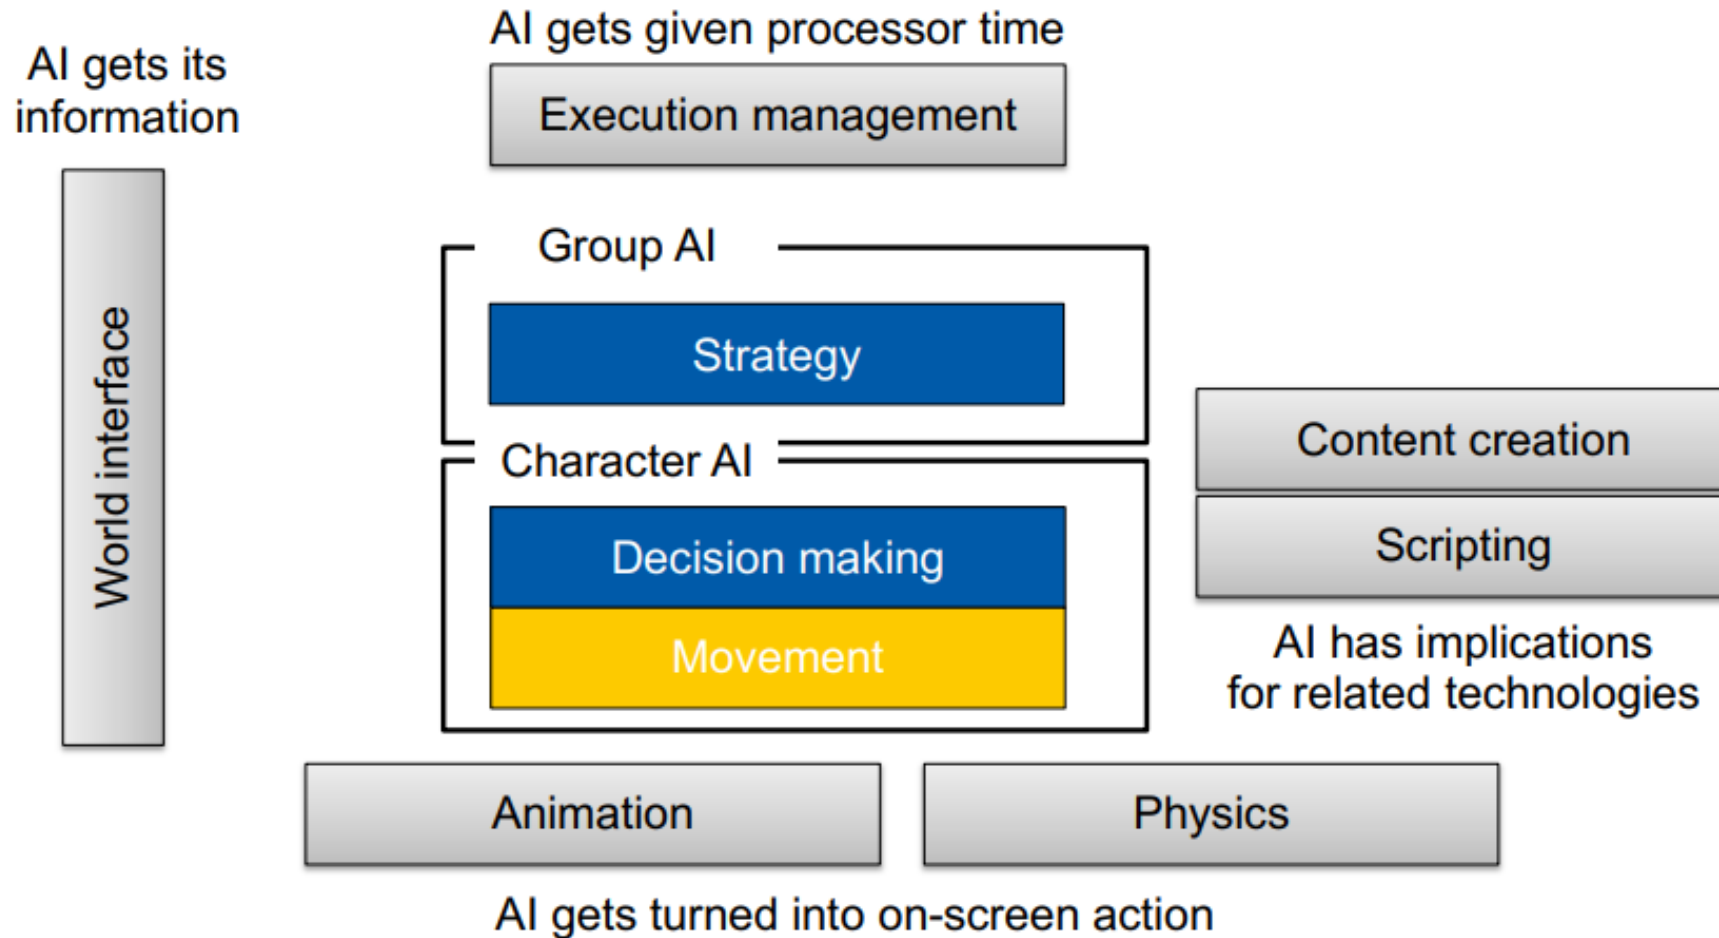 AI gets given processor time
AI gets its
information
Execution management
World interface
Group AI
Strategy
Character AI
Decision making
Movement
Content creation
Scripting
AI has implications
for related technologies
Animation
Physics
AI gets turned into on-screen action